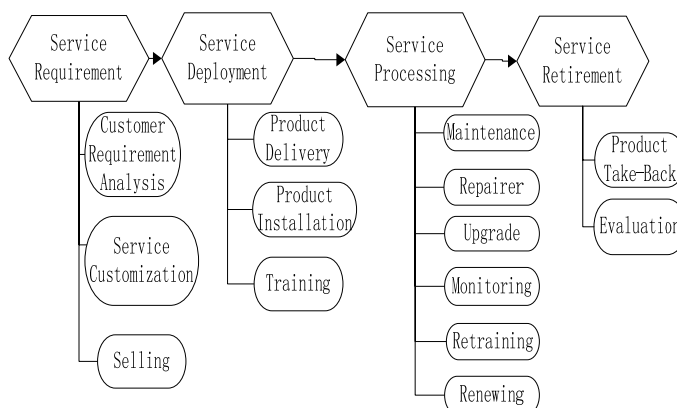 Service
Requirement
Service
Deployment
Service
Processing
Service
Retirement
Customer
Requirement
Analysis
Service
Customization
Selling
Product
Delivery
Product
Installation
Training
Maintenance
Repairer
Upgrade
Monitoring
Retraining
Renewing
Product
Take-Back
Evaluation